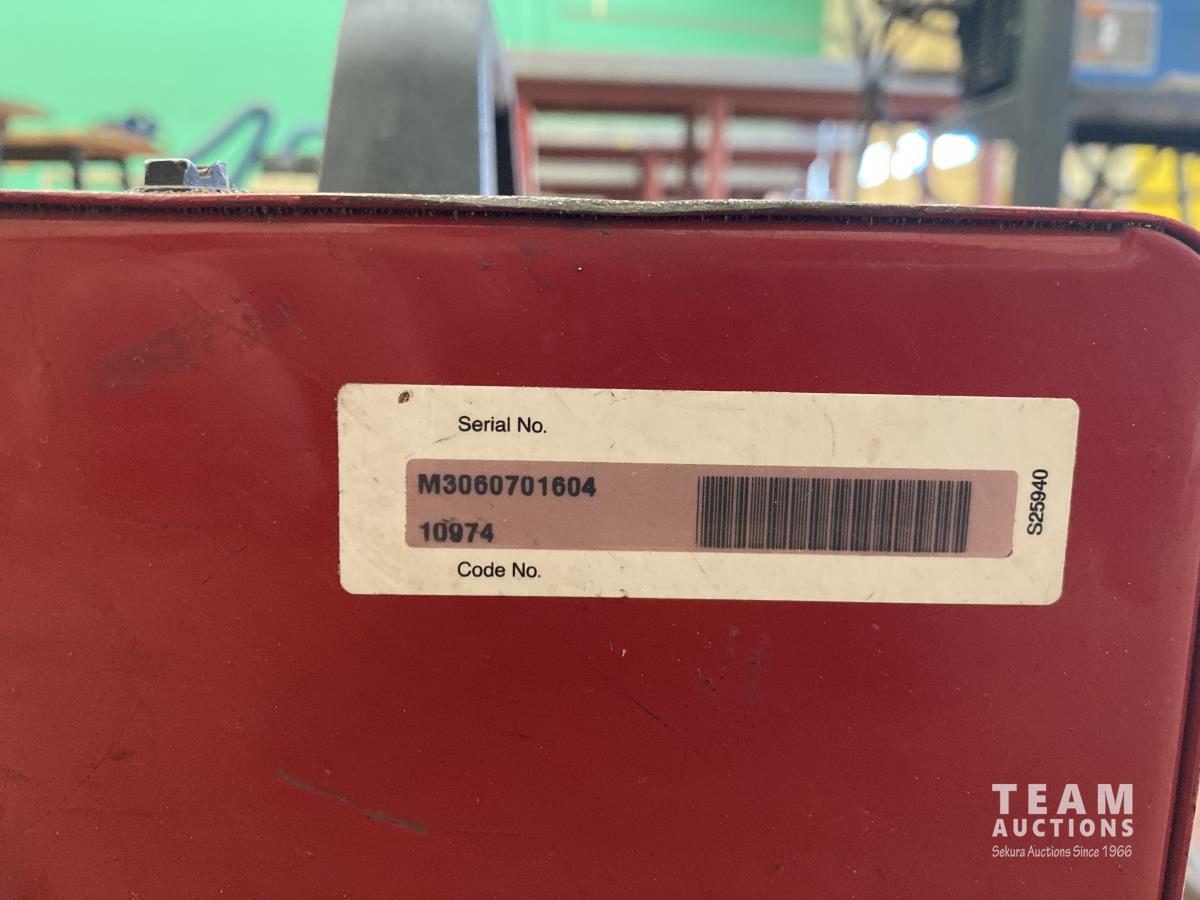 Serial No.
M3060701604
10974
Code No.
S25940
TEAM
AUCTIONS
Sekura Auctions Since 1966